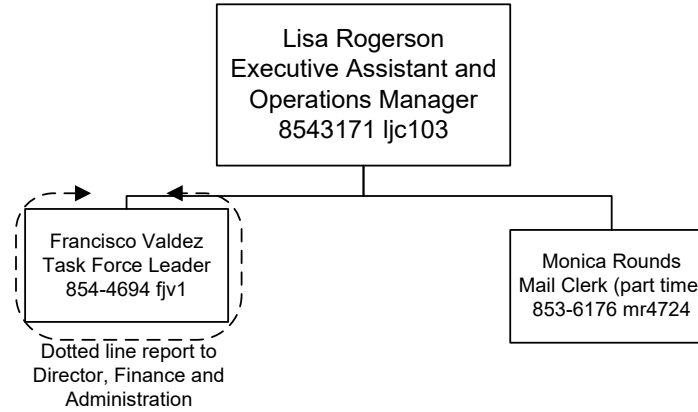 Lisa Rogerson
Executive Assistant and
Operations Manager
8543171 ljc103
Francisco Valdez
Task Force Leader
854-4694 fjv1
Monica Rounds
Mail Clerk (part time
853-6176 mr4724
Dotted line report to
Director, Finance and
Administration